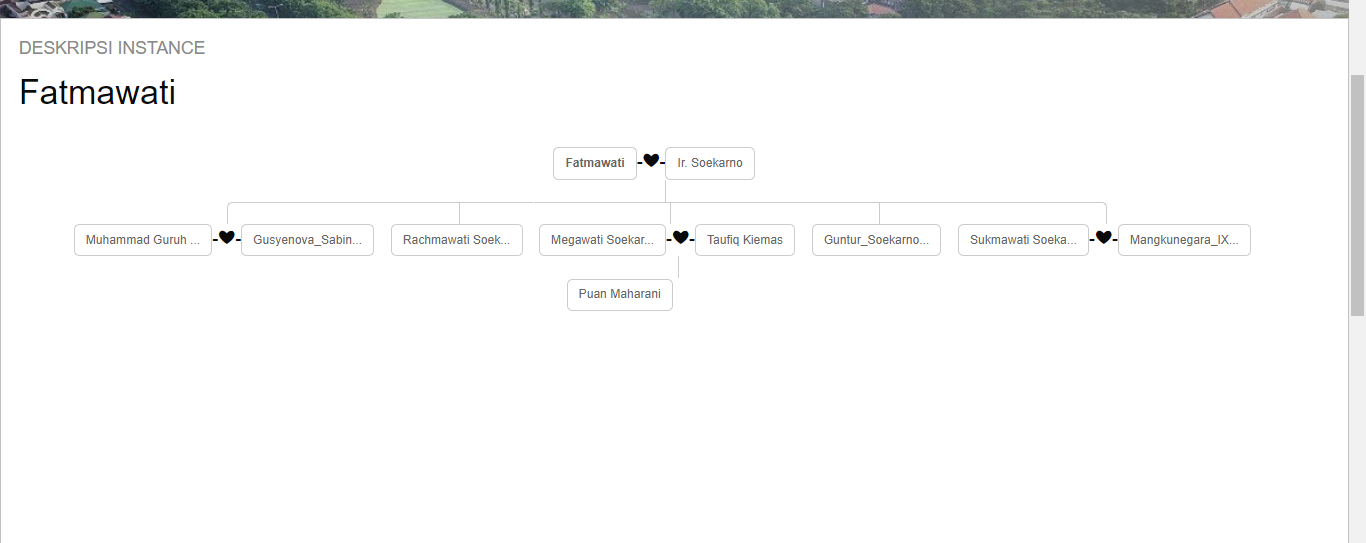 DESKRIPSI INSTANCE
Fatmawati
Fatmawati Ir. Soekarno
Muhammad Guruh ... Gusyenova_Sabin... Rachmawati Soek... Megawati Soekar... Taufiq Kiemas Guntur_Soekarno... Sukmawati Soeka... Mangkunegara_IX...
Puan Maharani